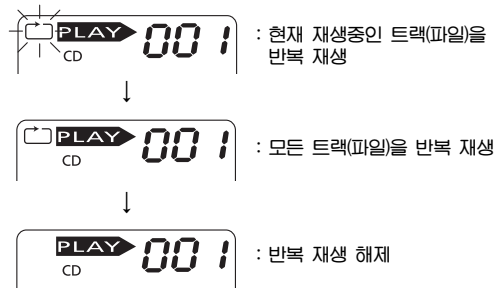 PLAY 001 : 현재 재생중인 트랙(파일)을
CD 반복 재생
PLAY 001 : 모든 트랙(파일)을 반복 재생
CD
PLAY 001 : 반복 재생 해제
CD